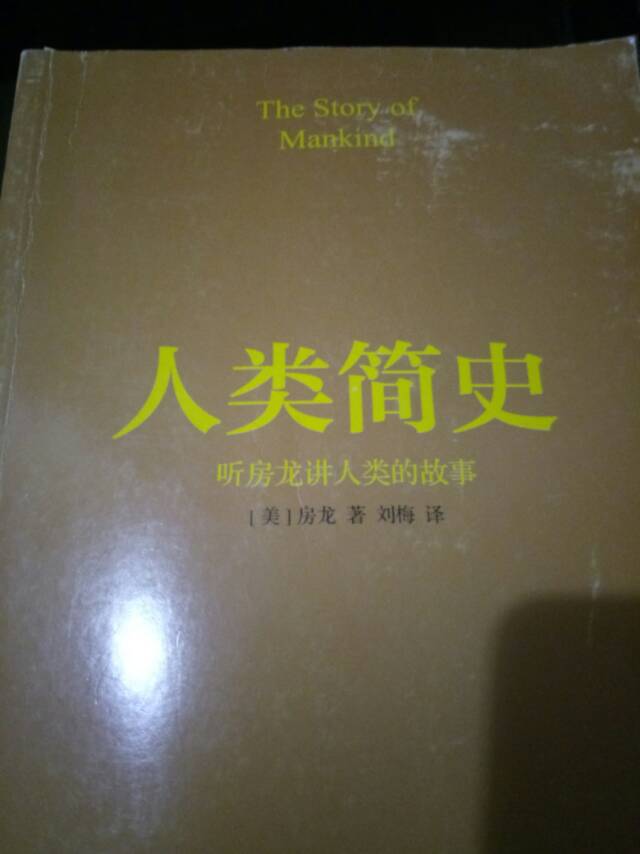 The Story of
Mankind
人类简史
听房龙讲人类的故事
[美]房龙 著 刘梅 译